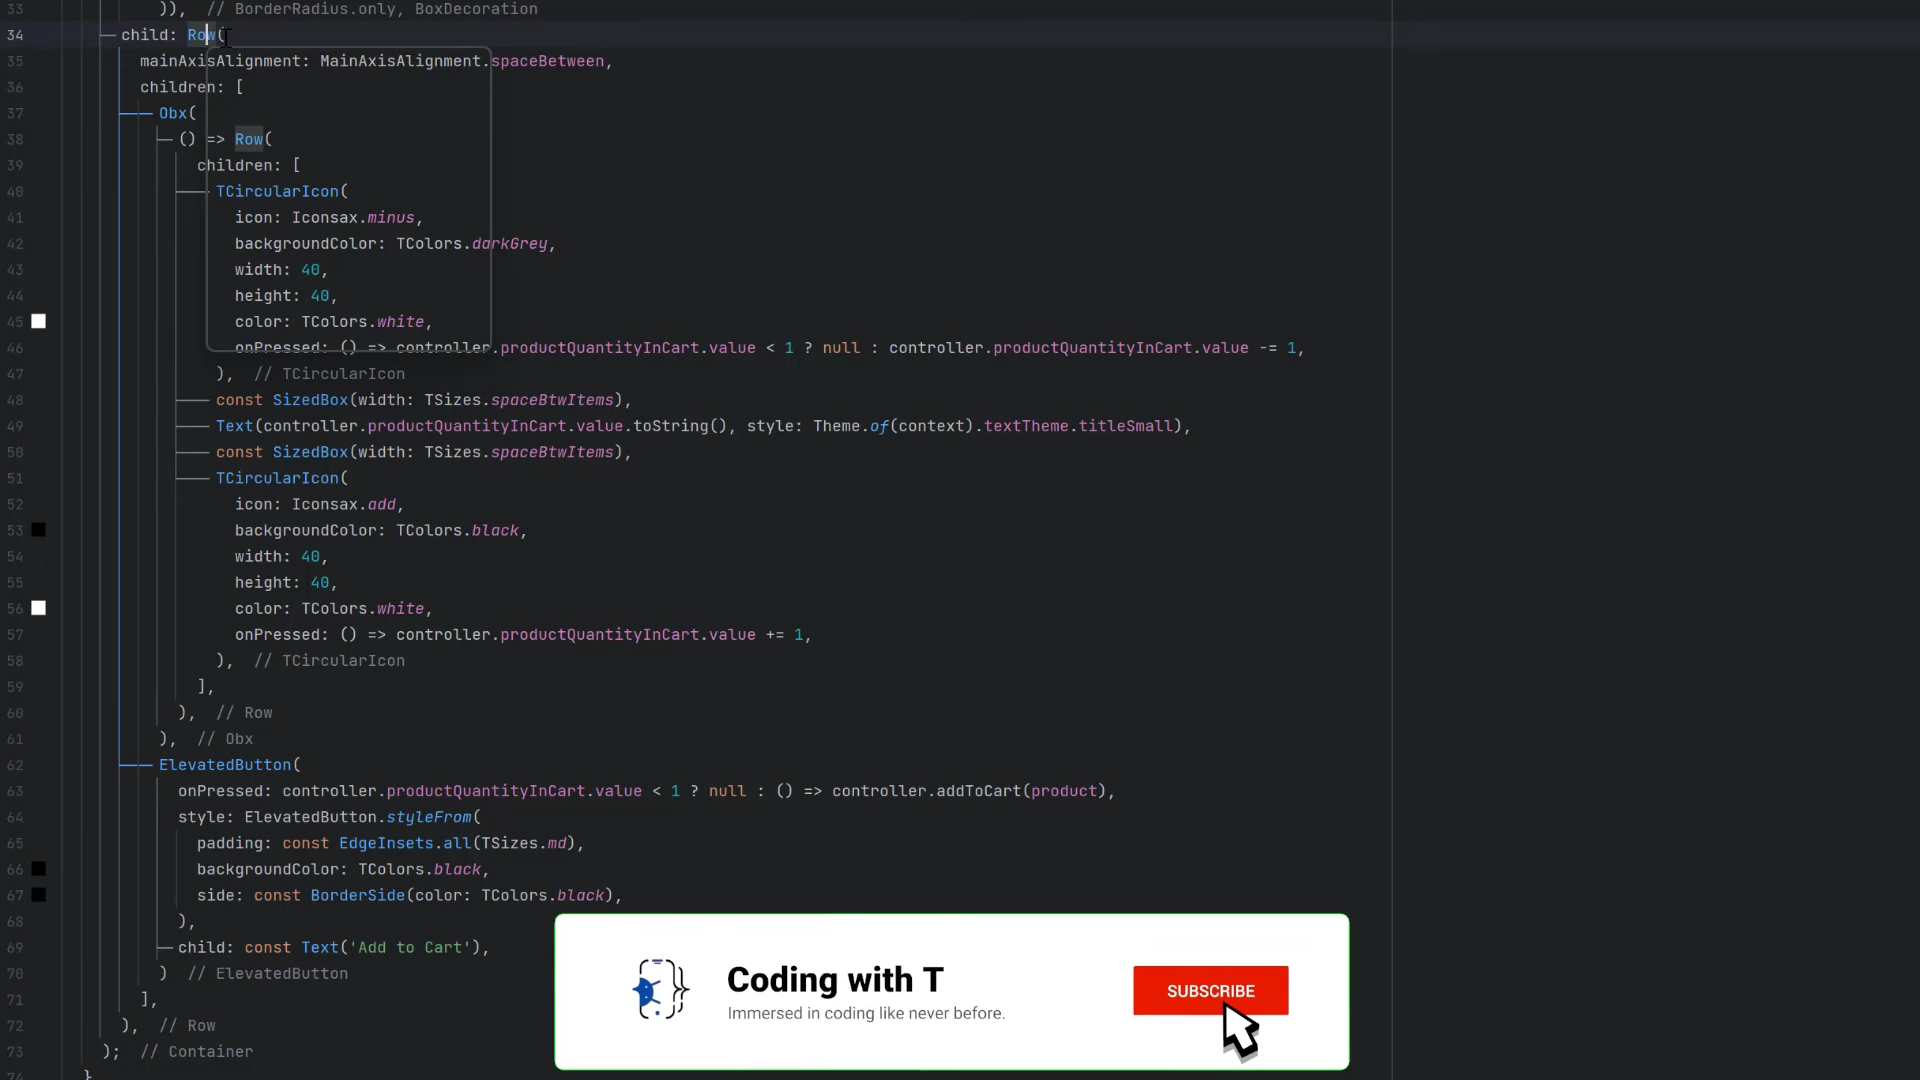 33 )), // BorderRadius.only, BoxDecoration
34 child: Row(
35 mainAxisAlignment: MainAxisAlignment.spaceBetween,
36 children: [
37 Obx(
38 () => Row(
39 children: [
40 TCircularIcon(
41 icon: Iconsax.minus,
42 backgroundColor: TColors.darkGrey,
43 width: 40,
44 height: 40,
45 color: TColors.white,
46 onPressed: () => controller.productQuantityInCart.value < 1 ? null : controller.productQuantityInCart.value -= 1,
47 ), // TCircularIcon
48 const SizedBox(width: TSizes.spaceBtwItems),
49 Text(controller.productQuantityInCart.value.toString(), style: Theme.of(context).textTheme.titleSmall),
50 const SizedBox(width: TSizes.spaceBtwItems),
51 TCircularIcon(
52 icon: Iconsax.add,
53 backgroundColor: TColors.black,
54 width: 40,
55 height: 40,
56 color: TColors.white,
57 onPressed: () => controller.productQuantityInCart.value += 1,
58 ), // TCircularIcon
59 ],
60 ), // Row
61 ), // Obx
62 ElevatedButton(
63 onPressed: controller.productQuantityInCart.value < 1 ? null : () => controller.addToCart(product),
64 style: ElevatedButton.styleFrom(
65 padding: const EdgeInsets.all(TSizes.md),
66 backgroundColor: TColors.black,
67 side: const BorderSide(color: TColors.black),
68 ),
69 child: const Text('Add to Cart'),
70 ) // ElevatedButton
71 ],
72 ), // Row
73 ); // Container
74 }
Coding with T
Immersed in coding like never before.
SUBSCRIBE